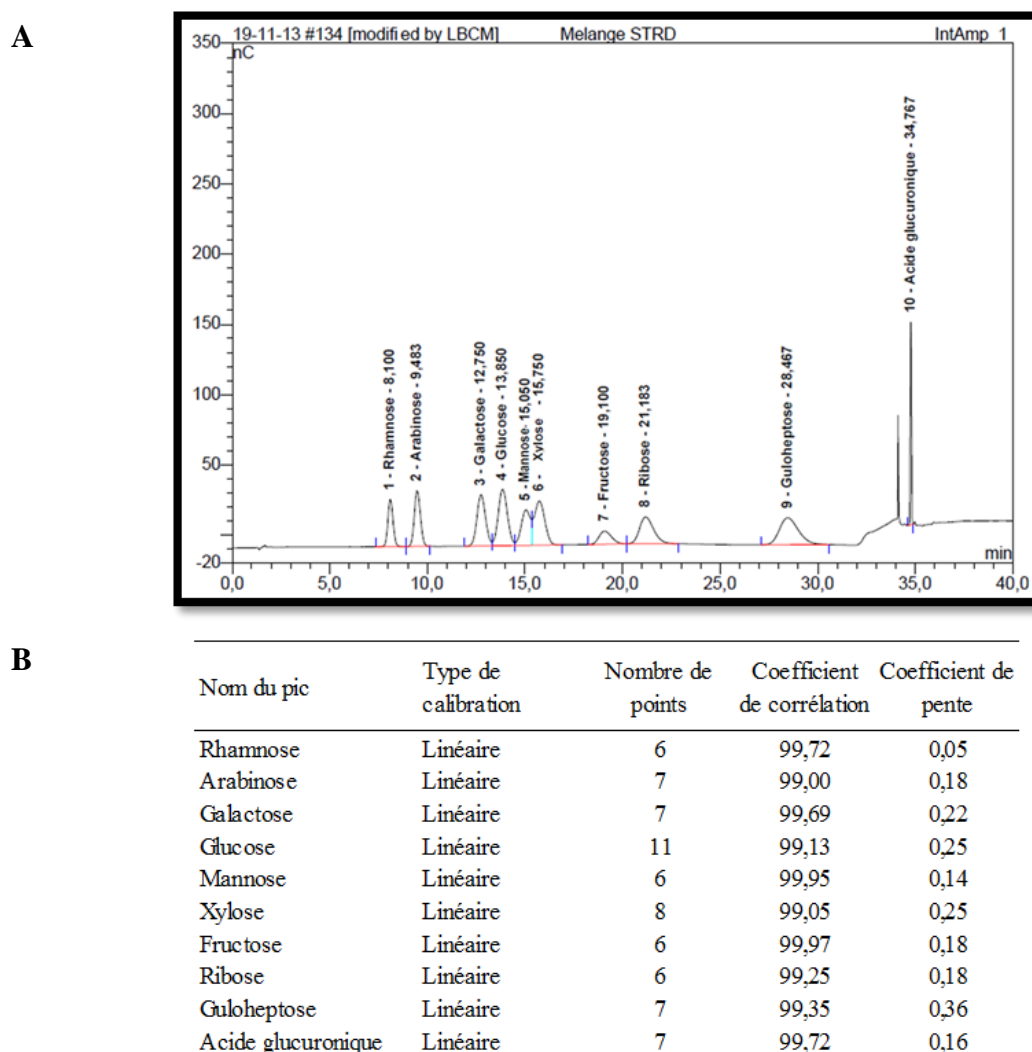 A
19-11-13 #134 [modified by LBCM] Melange STRD IntAmp_1
nC
350
300
250
200
150
100
50
-20
1 - Rhamnose - 8,100
2 - Arabinose - 9,483
3 - Galactose - 12,750
4 - Glucose - 13,850
5 - Mannose- 15,050
6 - Xylose - 15,750
7 - Fructose - 19,100
8 - Ribose - 21,183
9 - Guloheptose - 28,467
10 - Acide glucuronique - 34,767
min
0,0 5,0 10,0 15,0 20,0 25,0 30,0 35,0 40,0
B
Nom du pic Type de calibration Nombre de points Coefficient de corrélation Coefficient de pente
Rhamnose Linéaire 6 99,72 0,05
Arabinose Linéaire 7 99,00 0,18
Galactose Linéaire 7 99,69 0,22
Glucose Linéaire 11 99,13 0,25
Mannose Linéaire 6 99,95 0,14
Xylose Linéaire 8 99,05 0,25
Fructose Linéaire 6 99,97 0,18
Ribose Linéaire 6 99,25 0,18
Guloheptose Linéaire 7 99,35 0,36
Acide glucuronique Linéaire 7 99,72 0,16